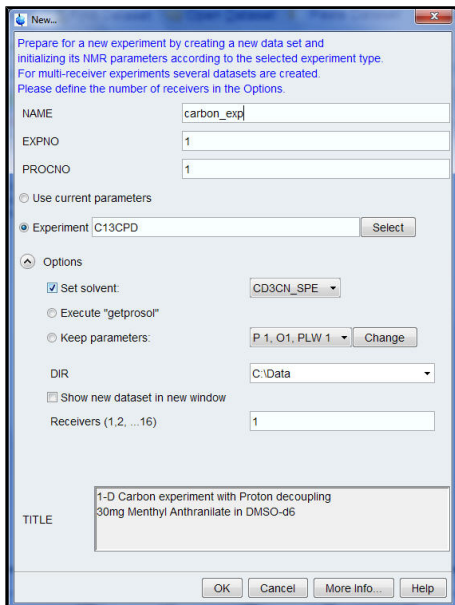 New...
Prepare for a new experiment by creating a new data set and
initializing its NMR parameters according to the selected experiment type.
For multi-receiver experiments several datasets are created.
Please define the number of receivers in the Options.
NAME carbon_exp
EXPNO 1
PROCNO 1
Use current parameters
Experiment C13CPD Select
Options
Set solvent: CD3CN_SPE
Execute "getprosol"
Keep parameters: P 1, O1, PLW 1 Change
DIR C:\Data
Show new dataset in new window
Receivers (1,2, ...16) 1
1-D Carbon experiment with Proton decoupling
TITLE 30mg Menthyl Anthranilate in DMSO-d6
OK Cancel More Info... Help